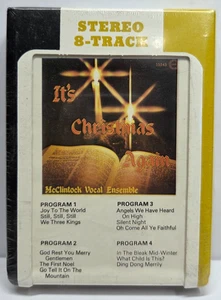 STEREO
8-TRACK
It's
Christmas
Again
McClintock Vocal Ensemble
PROGRAM 1
Joy To The World
Still, Still, Still
We Three Kings
PROGRAM 3
Angels We Have Heard
On High
Silent Night
Oh Come All Ye Faithful
PROGRAM 2
God Rest You Merry
Gentlemen
The First Noel
Go Tell It On The
Mountain
PROGRAM 4
In The Bleak Mid-Winter
What Child Is This?
Ding Dong Merrily